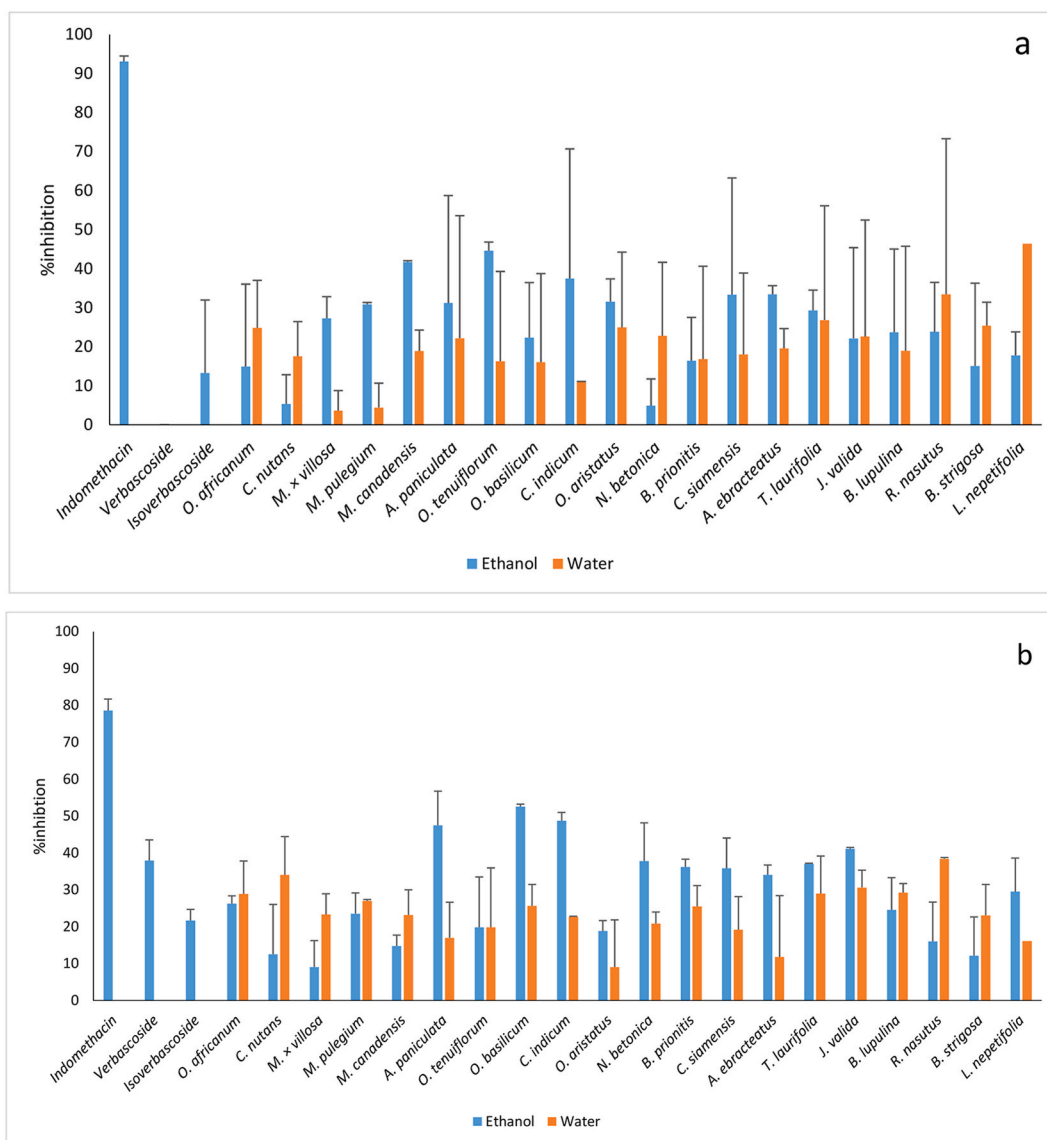 a
100
90
80
70
60
50
40
30
20
10
0
%inhibition
Indomethacin
Verbascoside
Isoverbascoside
O. africanum
C. nutans
M. x villosa
M. pulegium
M. canadensis
A. paniculata
O. tenuiflorum
O. basilicum
C. indicum
O. aristatus
N. betonica
B. prionitis
C. siamensis
A. ebracteatus
T. laurifolia
J. valida
B. lupulina
R. nasutus
B. strigosa
L. nepetifolia
Ethanol Water
b
100
90
80
70
60
50
40
30
20
10
0
%inhibtion
Indomethacin
Verbascoside
Isoverbascoside
O. africanum
C. nutans
M. x villosa
M. pulegium
M. canadensis
A. paniculata
O. tenuiflorum
O. basilicum
C. indicum
O. aristatus
N. betonica
B. prionitis
C. siamensis
A. ebracteatus
T. laurifolia
J. valida
B. lupulina
R. nasutus
B. strigosa
L. nepetifolia
Ethanol Water